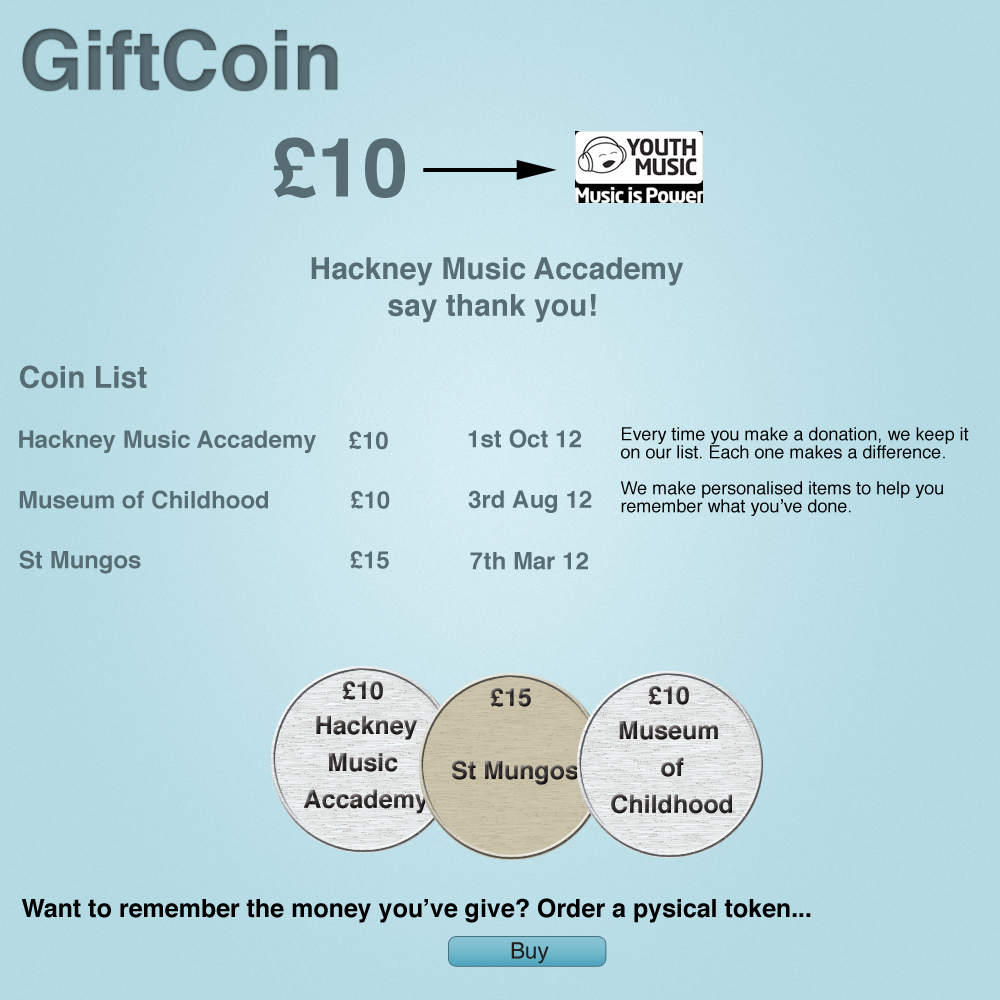 GiftCoin
£10
YOUTH
MUSIC
Music is Power
Hackney Music Accademy
say thank you!
Coin List
Hackney Music Accademy £10 1st Oct 12
Museum of Childhood £10 3rd Aug 12
St Mungos £15 7th Mar 12
Every time you make a donation, we keep it
on our list. Each one makes a difference.
We make personalised items to help you
remember what you've done.
£10
Hackney
Music
Accademy
£15
St Mungos
£10
Museum
of
Childhood
Want to remember the money you've give? Order a pysical token...
Buy